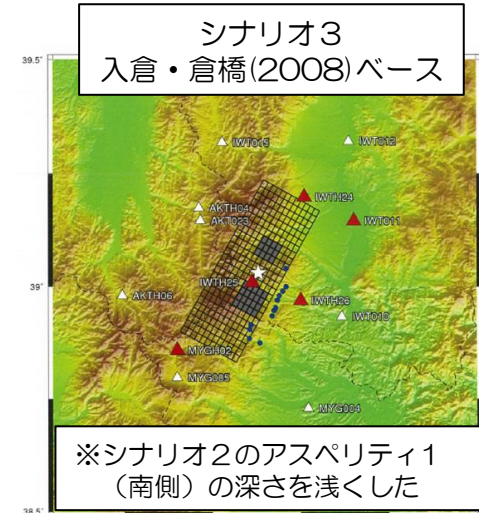 シナリオ３
入倉・倉橋(2008)ベース
39.5°
IWT015
IWT012
IWTH24
AKTH04
AKT023
IWT011
39°
IWTH25
AKTH06
IWTH26
IWT010
MYGH02
MYG005
MYG004
※シナリオ２のアスペリティ１
（南側）の深さを浅くした
38.5°